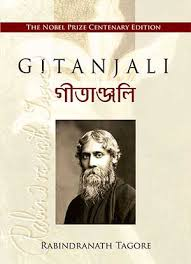 THE NOBEL PRIZE CENTENARY EDITION
GITANJALI
গীতাঞ্জলি
RABINDRANATH TAGORE